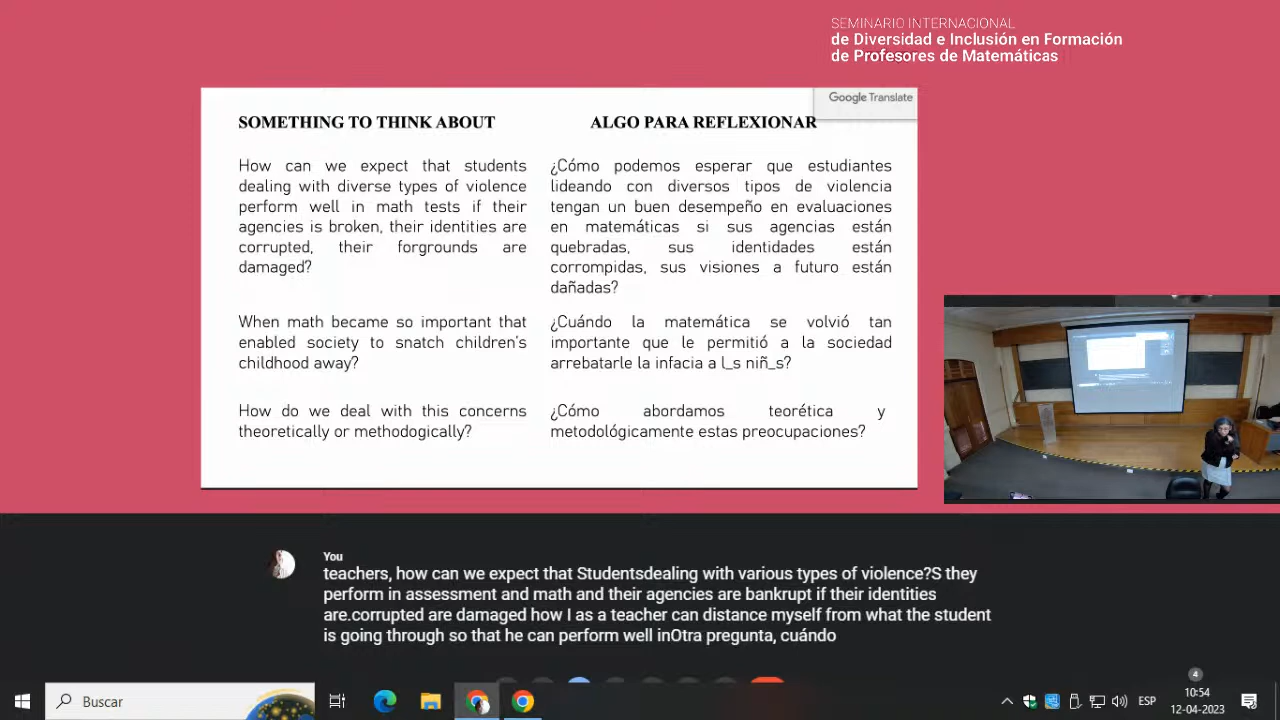 SEMINARIO INTERNACIONAL
de Diversidad e Inclusión en Formación
de Profesores de Matemáticas
Google Translate
SOMETHING TO THINK ABOUT
How can we expect that students
dealing with diverse types of violence
perform well in math tests if their
agencies is broken, their identities are
corrupted, their forgrounds are
damaged?
When math became so important that
enabled society to snatch children's
childhood away?
How do we deal with this concerns
theoretically or methodogically?
ALGO PARA REFLEXIONAR
¿Cómo podemos esperar que estudiantes
lideando con diversos tipos de violencia
tengan un buen desempeño en evaluaciones
en matemáticas si sus agencias están
quebradas, sus identidades están
corrompidas, sus visiones a futuro están
dañadas?
¿Cuándo la matemática se volvió tan
importante que le permitió a la sociedad
arrebatarle la infacia a l_s niñ_s?
¿Cómo abordamos teorética y
metodológicamente estas preocupaciones?
You
teachers, how can we expect that Studentsdealing with various types of violence?S they
perform in assessment and math and their agencies are bankrupt if their identities
are.corrupted are damaged how I as a teacher can distance myself from what the student
is going through so that he can perform well inOtra pregunta, cuándo
Buscar
4
ESP
10:54
12-04-2023